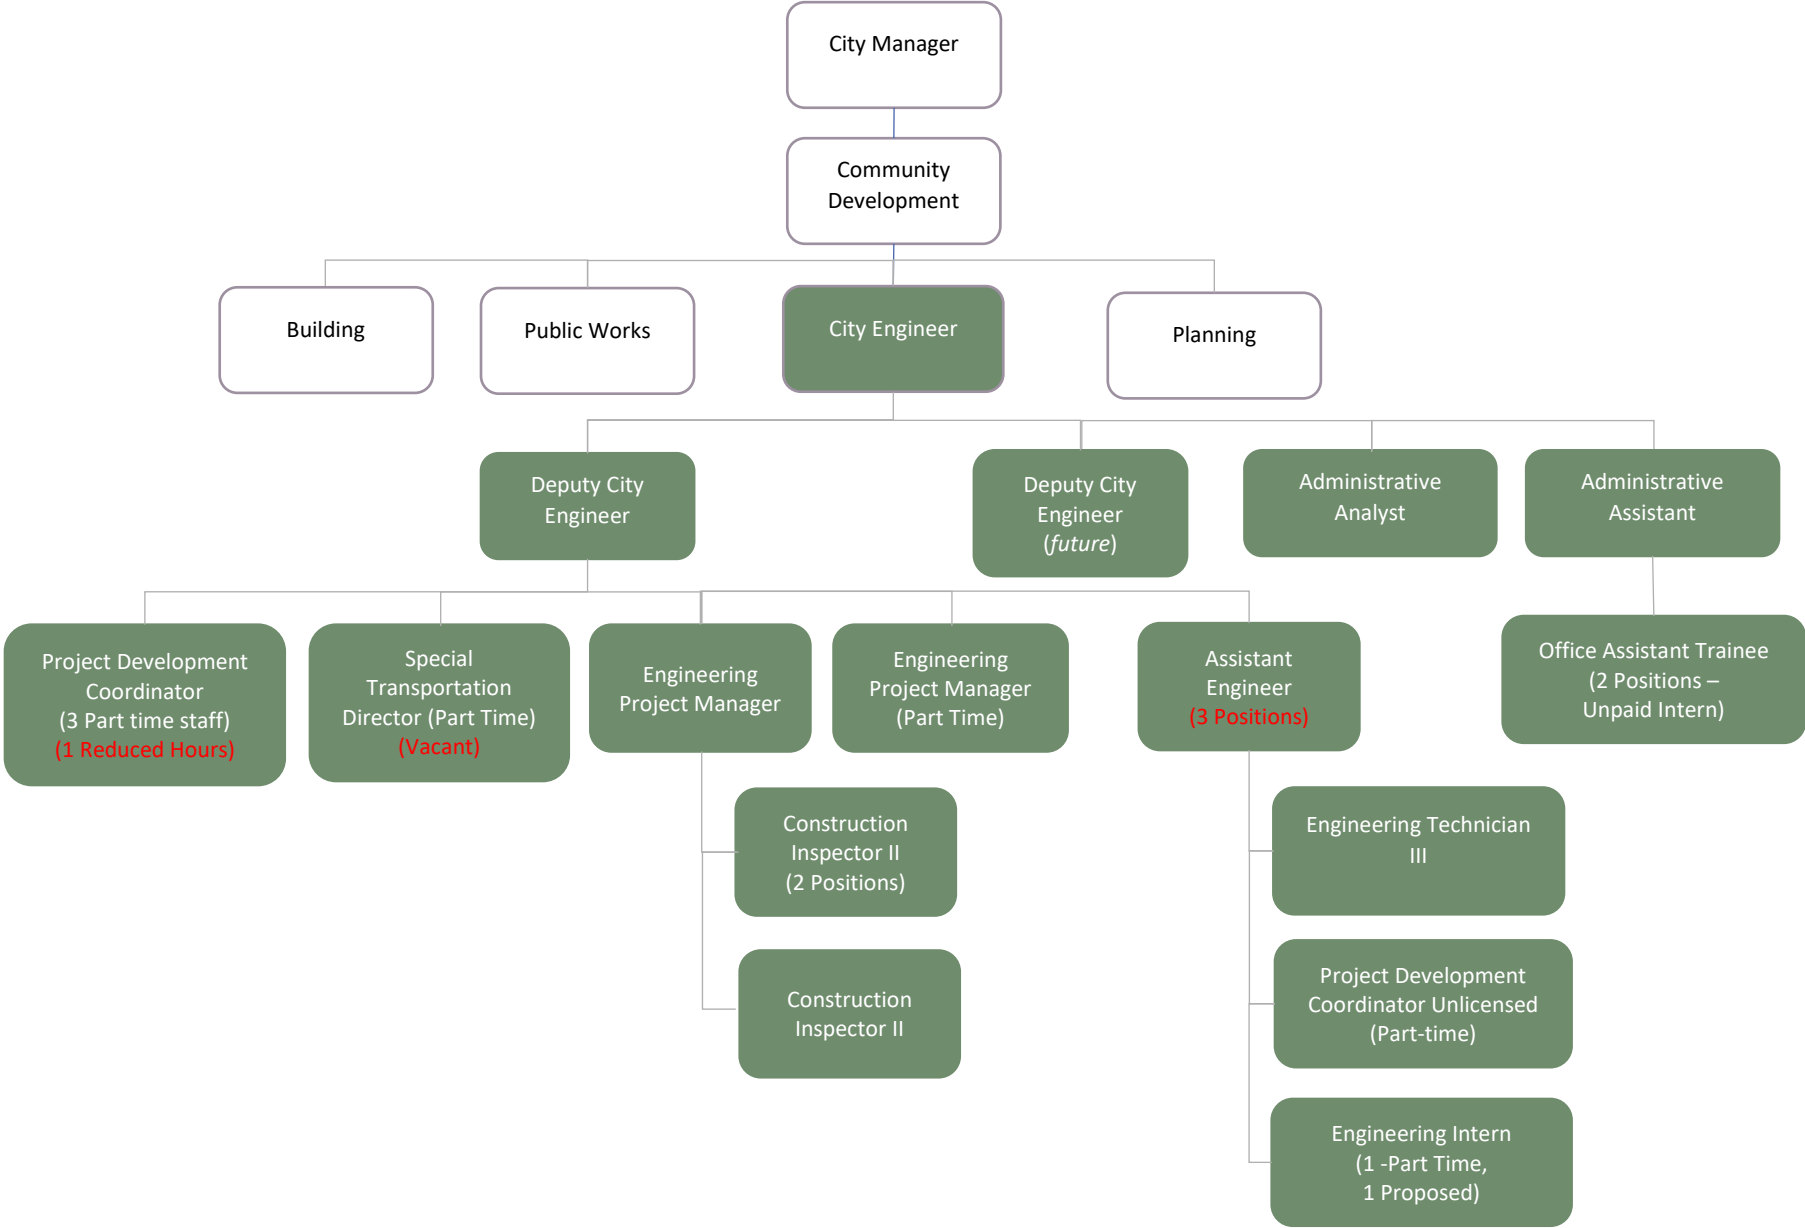 City Manager
Community
Development
Building
Public Works
City Engineer
Planning
Deputy City
Engineer
Deputy City
Engineer
(future)
Administrative
Analyst
Administrative
Assistant
Project Development
Coordinator
(3 Part time staff)
(1 Reduced Hours)
Special
Transportation
Director (Part Time)
(Vacant)
Engineering
Project Manager
Engineering
Project Manager
(Part Time)
Assistant
Engineer
(3 Positions)
Office Assistant Trainee
(2 Positions –
Unpaid Intern)
Construction
Inspector II
(2 Positions)
Engineering Technician
III
Construction
Inspector II
Project Development
Coordinator Unlicensed
(Part-time)
Engineering Intern
(1 -Part Time,
1 Proposed)